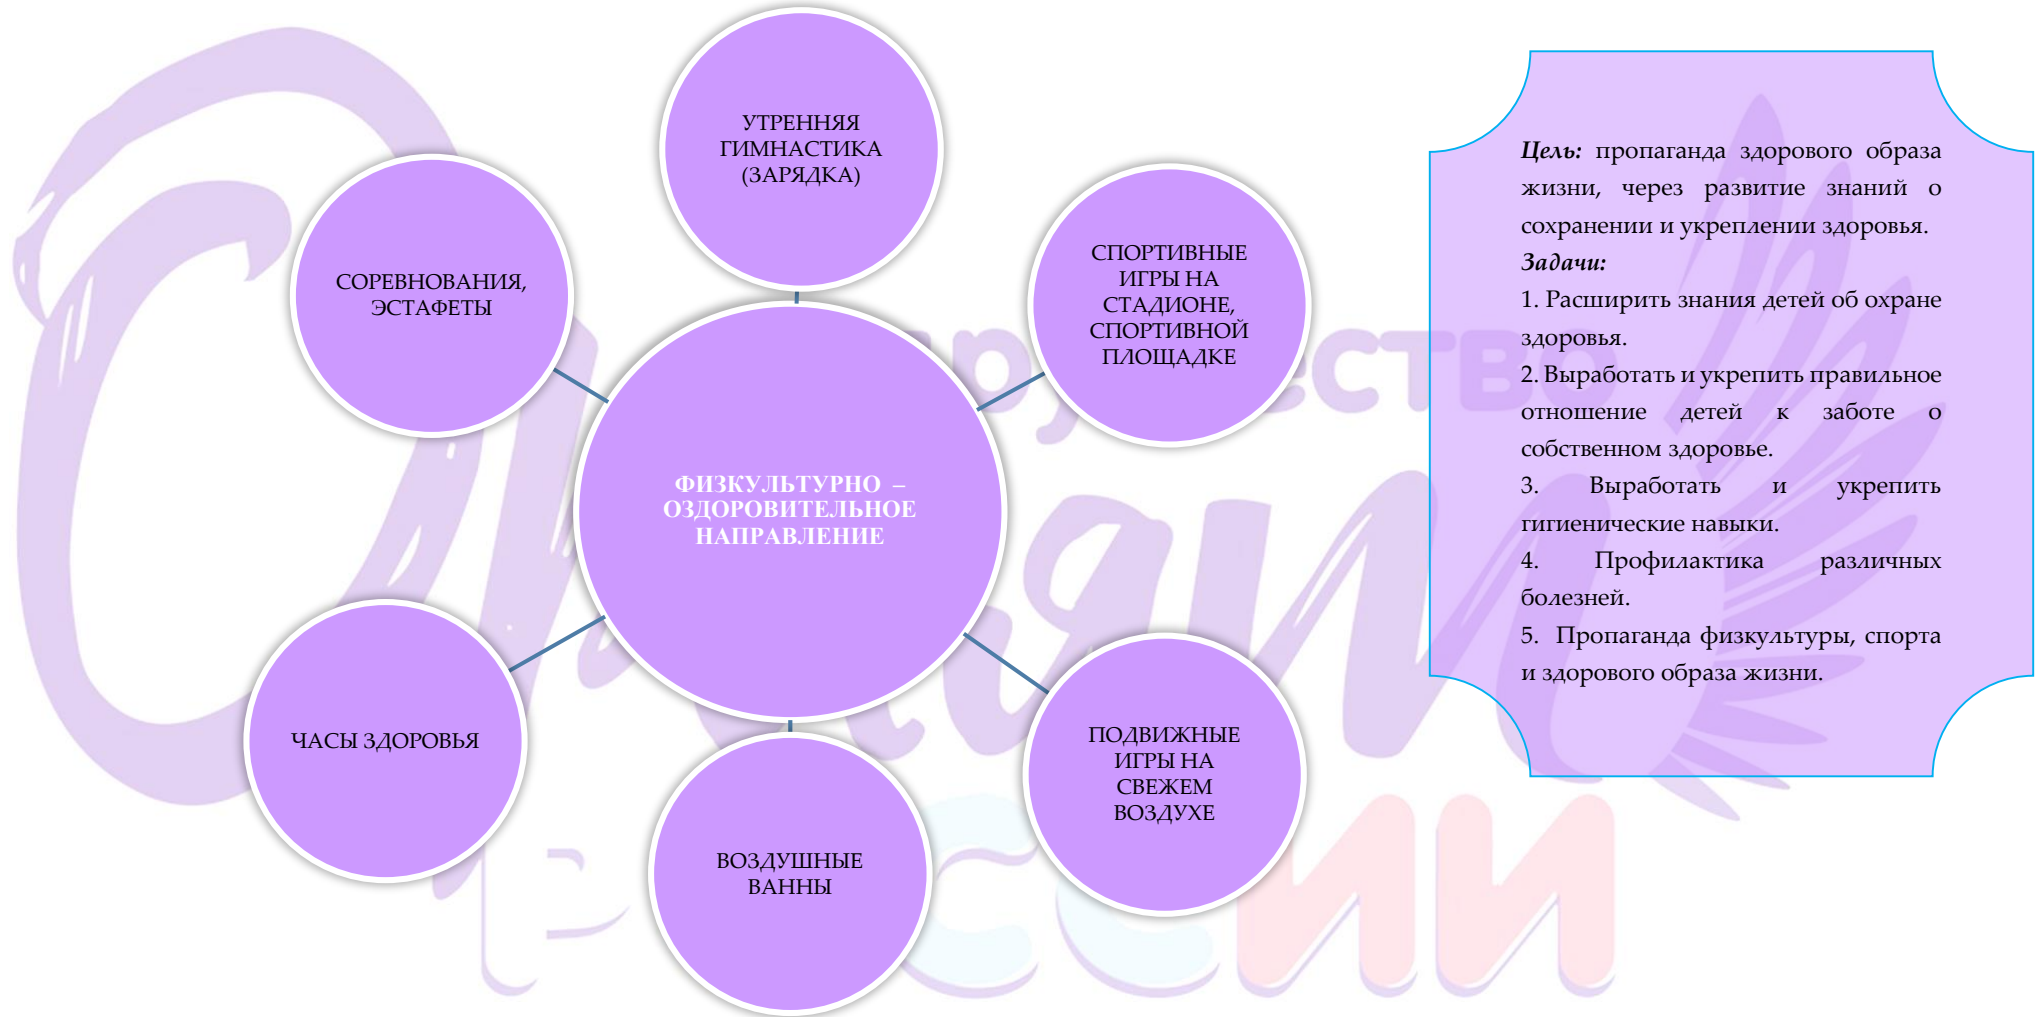 УТРЕННЯЯ
ГИМНАСТИКА
(ЗАРЯДКА)
СПОРТИВНЫЕ
ИГРЫ НА
СТАДИОНЕ,
СПОРТИВНОЙ
ПЛОЩАДКЕ
ПОДВИЖНЫЕ
ИГРЫ НА
СВЕЖЕМ
ВОЗДУХЕ
ВОЗДУШНЫЕ
ВАННЫ
ЧАСЫ ЗДОРОВЬЯ
СОРЕВНОВАНИЯ,
ЭСТАФЕТЫ
ФИЗКУЛЬТУРНО –
ОЗДОРОВИТЕЛЬНОЕ
НАПРАВЛЕНИЕ
Цель: пропаганда здорового образа
жизни, через развитие знаний о
сохранении и укреплении здоровья.
Задачи:
1. Расширить знания детей об охране
здоровья.
2. Выработать и укрепить правильное
отношение детей к заботе о
собственном здоровье.
3. Выработать и укрепить
гигиенические навыки.
4. Профилактика различных
болезней.
5. Пропаганда физкультуры, спорта
и здорового образа жизни.